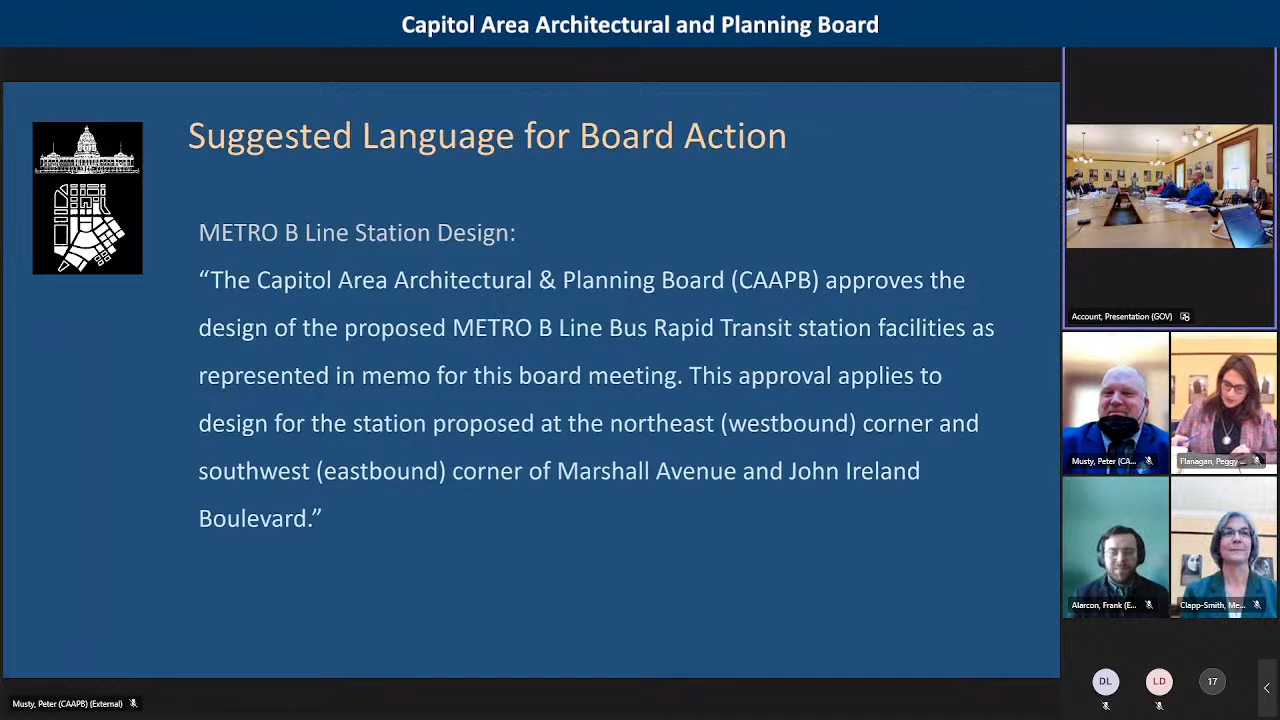 Capitol Area Architectural and Planning Board
Suggested Language for Board Action
METRO B Line Station Design:
“The Capitol Area Architectural & Planning Board (CAAPB) approves the
design of the proposed METRO B Line Bus Rapid Transit station facilities as
represented in memo for this board meeting. This approval applies to
design for the station proposed at the northeast (westbound) corner and
southwest (eastbound) corner of Marshall Avenue and John Ireland
Boulevard.”
Account, Presentation (GOV)
Musty, Peter (CA...
Flanagan, Peggy ...
Alarcon, Frank (E...
Clapp-Smith, Me...
DL
LD
17
Musty, Peter (CAAPB) (External)